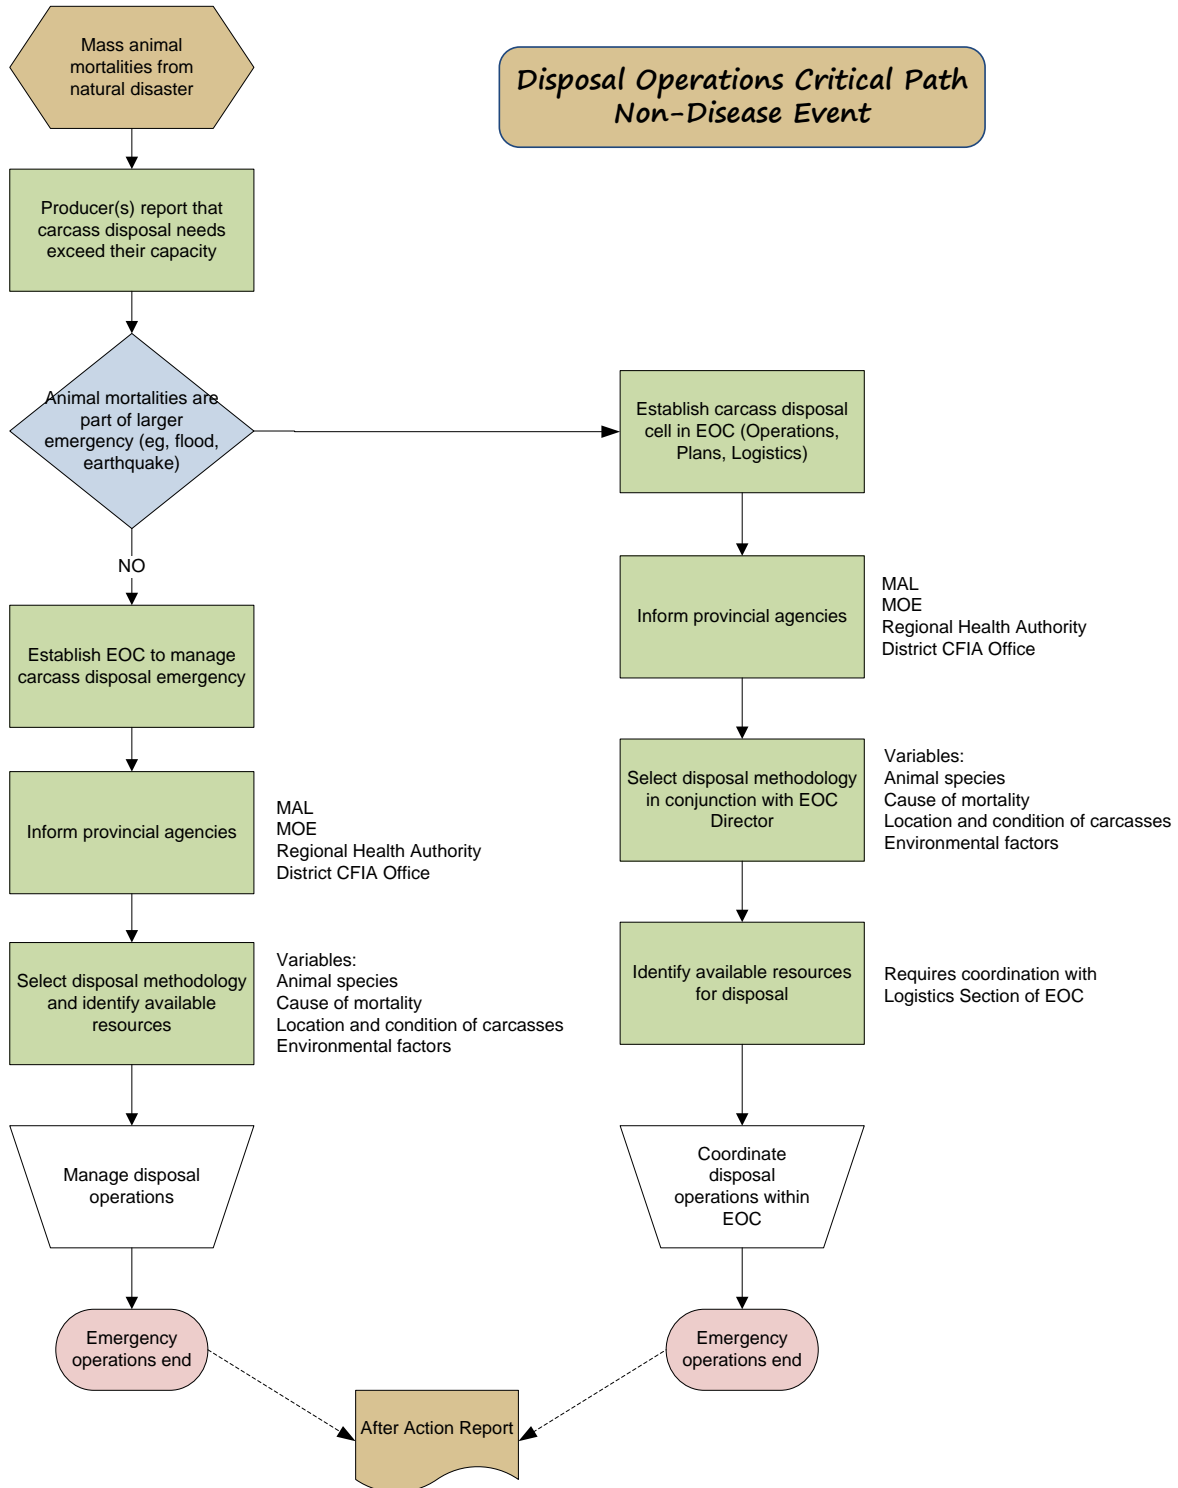 Mass animal
mortalities from
natural disaster
Disposal Operations Critical Path
Non-Disease Event
Producer(s) report that
carcass disposal needs
exceed their capacity
Animal mortalities are
part of larger
emergency (eg, flood,
earthquake)
NO
Establish EOC to manage
carcass disposal emergency
Inform provincial agencies
MAL
MOE
Regional Health Authority
District CFIA Office
Select disposal methodology
and identify available
resources
Variables:
Animal species
Cause of mortality
Location and condition of carcasses
Environmental factors
Manage disposal
operations
Emergency
operations end
Establish carcass disposal
cell in EOC (Operations,
Plans, Logistics)
Inform provincial agencies
MAL
MOE
Regional Health Authority
District CFIA Office
Select disposal methodology
in conjunction with EOC
Director
Variables:
Animal species
Cause of mortality
Location and condition of carcasses
Environmental factors
Identify available resources
for disposal
Requires coordination with
Logistics Section of EOC
Coordinate
disposal
operations within
EOC
Emergency
operations end
After Action Report